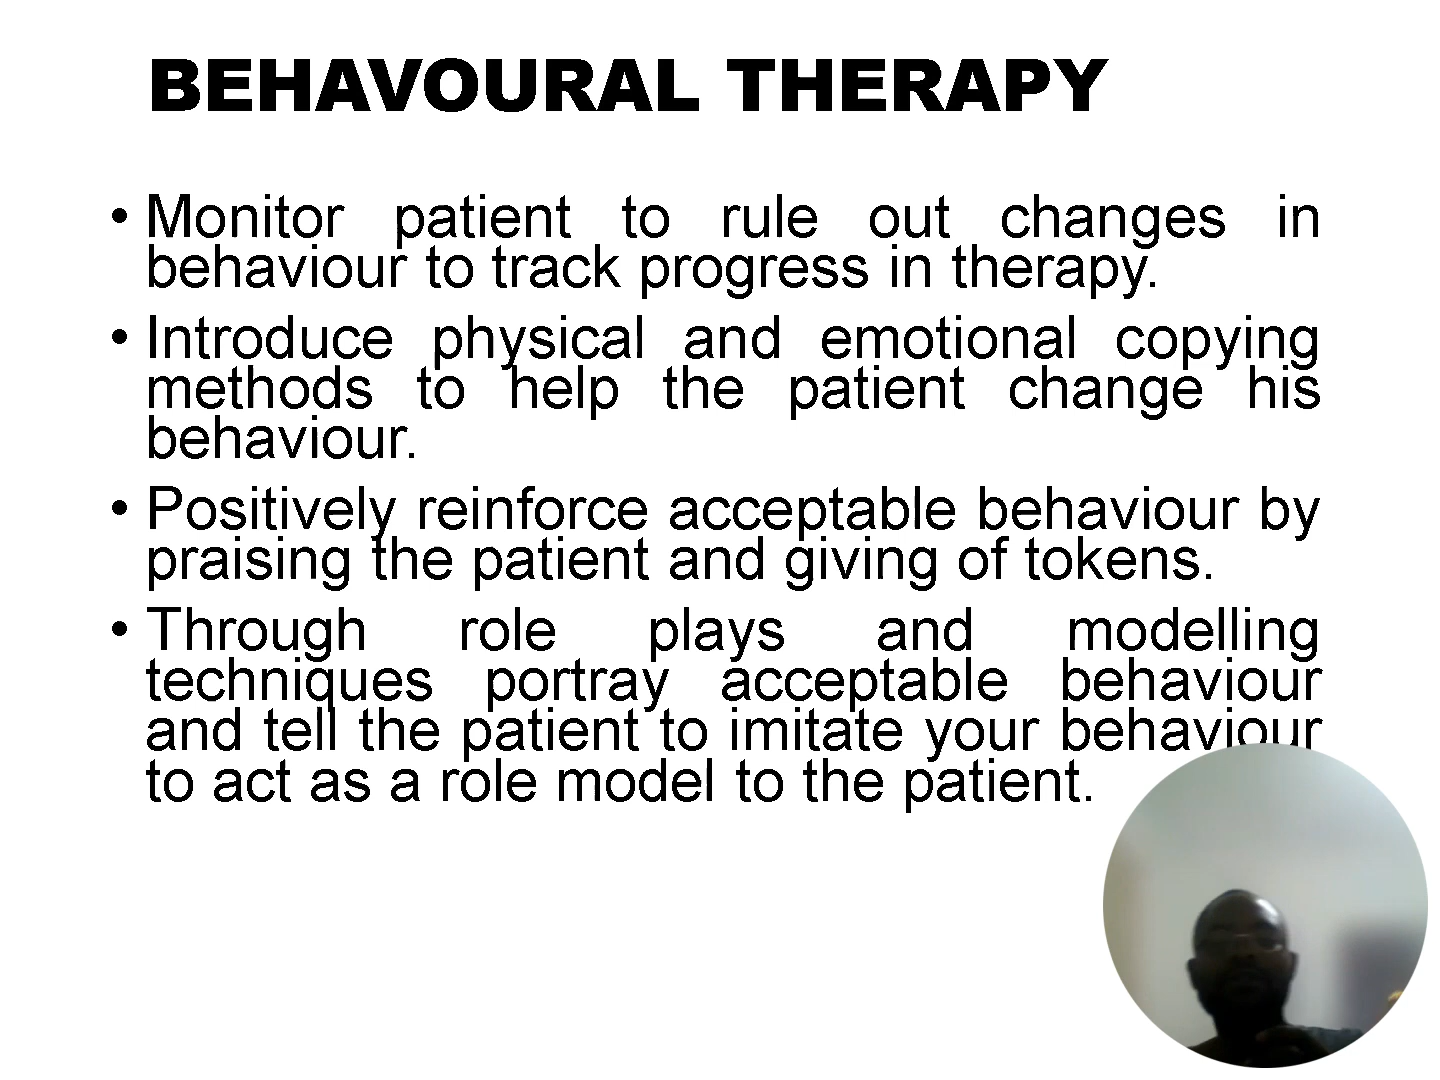 BEHAVOURAL THERAPY
• Monitor patient to rule out changes in
behaviour to track progress in therapy.
• Introduce physical and emotional copying
methods to help the patient change his
behaviour.
• Positively reinforce acceptable behaviour by
praising the patient and giving of tokens.
• Through role plays and modelling
techniques portray acceptable behaviour
and tell the patient to imitate your behaviour
to act as a role model to the patient.